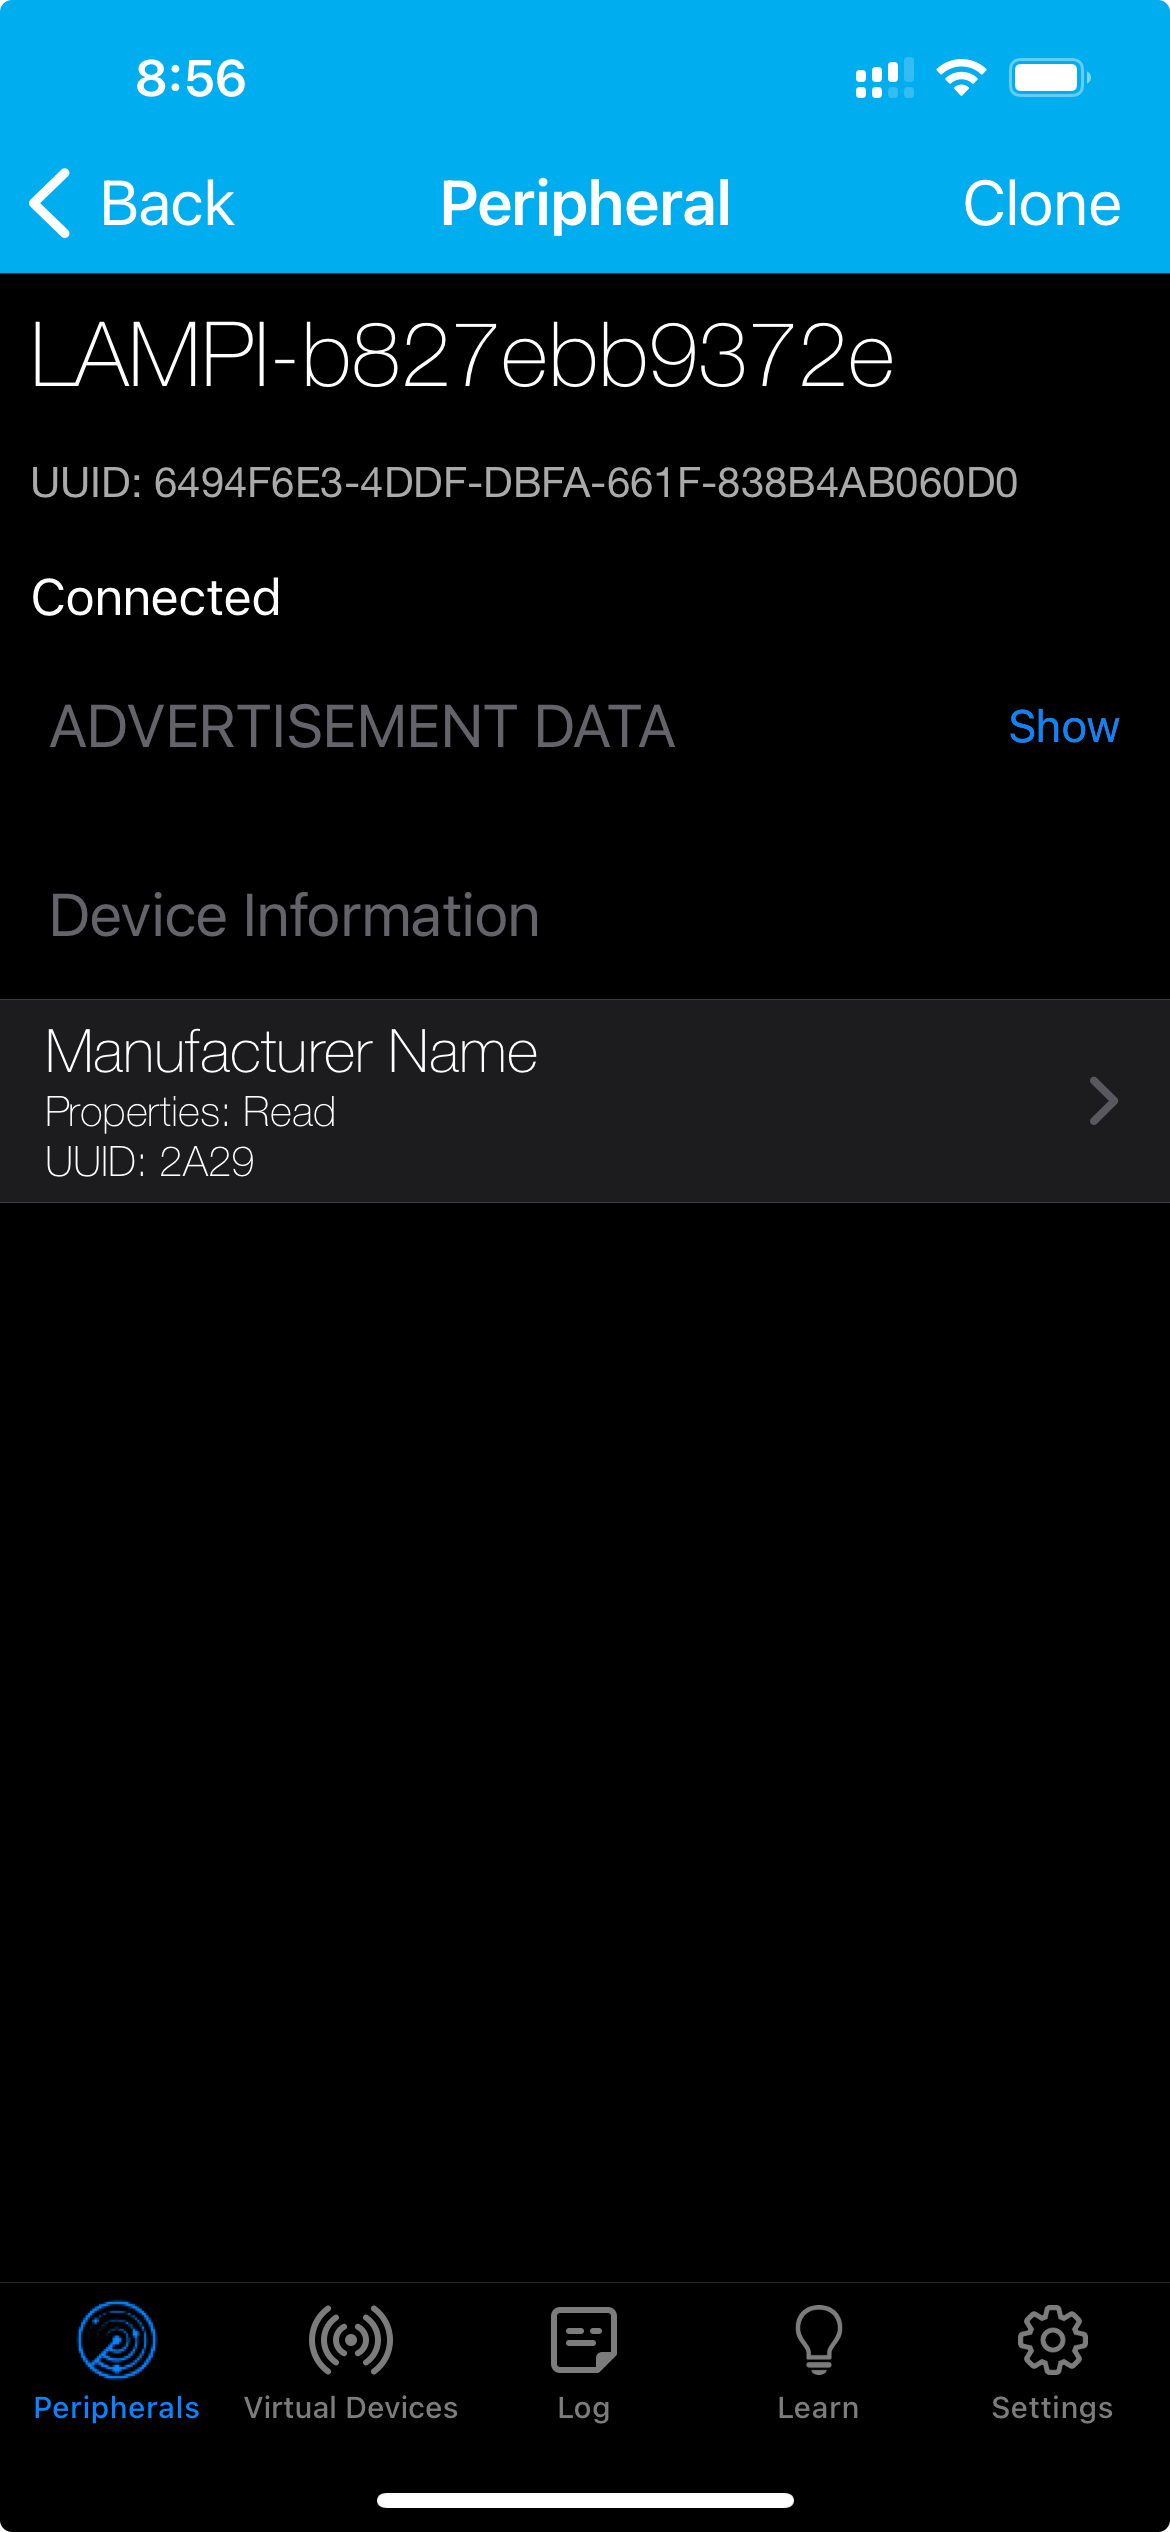 8:56
Back
Peripheral
Clone
LAMPI-b827ebb9372e
UUID: 6494F6E3-4DDF-DBFA-661F-838B4AB060D0
Connected
ADVERTISEMENT DATA
Show
Device Information
Manufacturer Name
Properties: Read
UUID: 2A29
Peripherals
Virtual Devices
Log
Learn
Settings